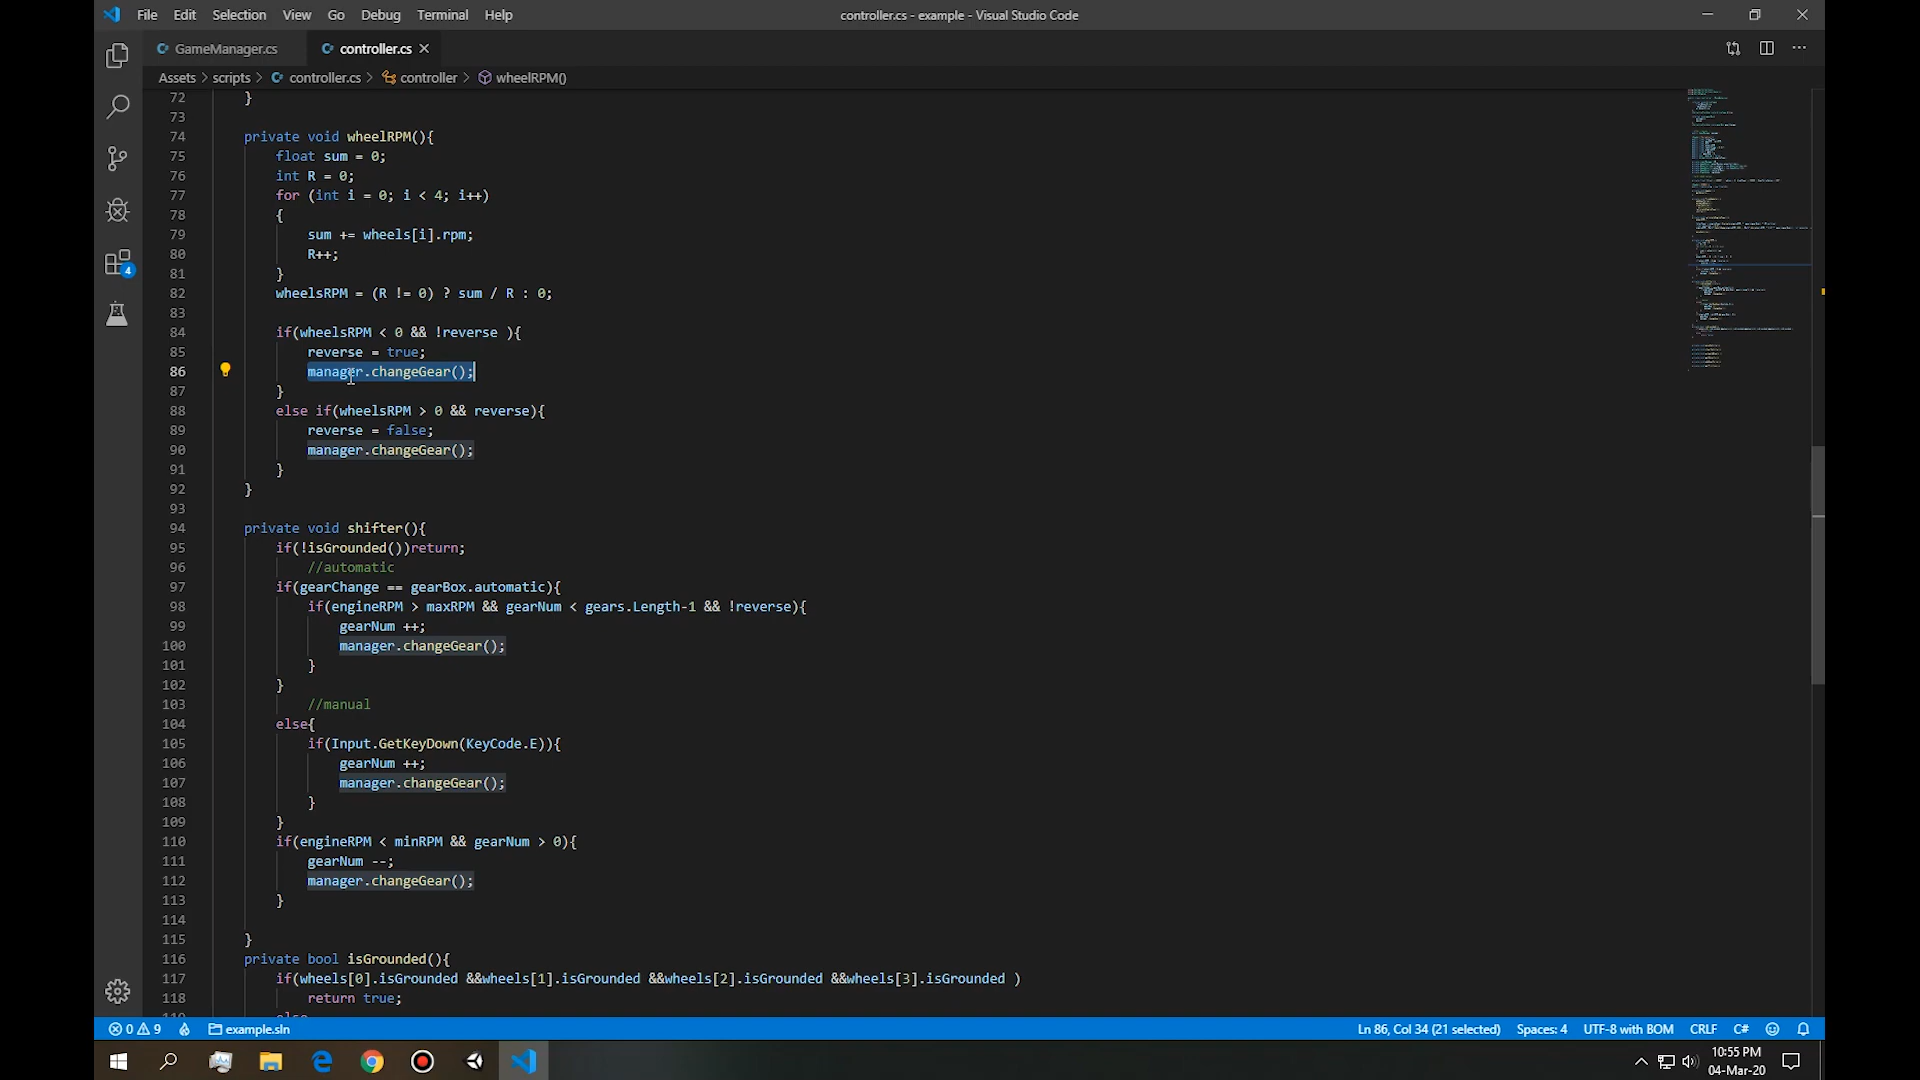 File Edit Selection View Go Debug Terminal Help
controller.cs - example - Visual Studio Code
GameManager.cs
controller.cs
Assets > scripts > controller.cs > controller > wheelRPM()
72 }
73
74 private void wheelRPM(){
75 float sum = 0;
76 int R = 0;
77 for (int i = 0; i < 4; i++)
78 {
79 sum += wheels[i].rpm;
80 R++;
81 }
82 wheelsRPM = (R != 0) ? sum / R : 0;
83
84 if(wheelsRPM < 0 && !reverse ){
85 reverse = true;
86 manager.changeGear();
87 }
88 else if(wheelsRPM > 0 && reverse){
89 reverse = false;
90 manager.changeGear();
91 }
92 }
93
94 private void shifter(){
95 if(!isGrounded())return;
96 //automatic
97 if(gearChange == gearBox.automatic){
98 if(engineRPM > maxRPM && gearNum < gears.Length-1 && !reverse){
99 gearNum ++;
100 manager.changeGear();
101 }
102 }
103 //manual
104 else{
105 if(Input.GetKeyDown(KeyCode.E)){
106 gearNum ++;
107 manager.changeGear();
108 }
109 }
110 if(engineRPM < minRPM && gearNum > 0){
111 gearNum --;
112 manager.changeGear();
113 }
114
115 }
116 private bool isGrounded(){
117 if(wheels[0].isGrounded &&wheels[1].isGrounded &&wheels[2].isGrounded &&wheels[3].isGrounded )
118 return true;
119 else
4
0 9 example.sln
Ln 86, Col 34 (21 selected) Spaces: 4 UTF-8 with BOM CRLF C#
10:55 PM
04-Mar-20